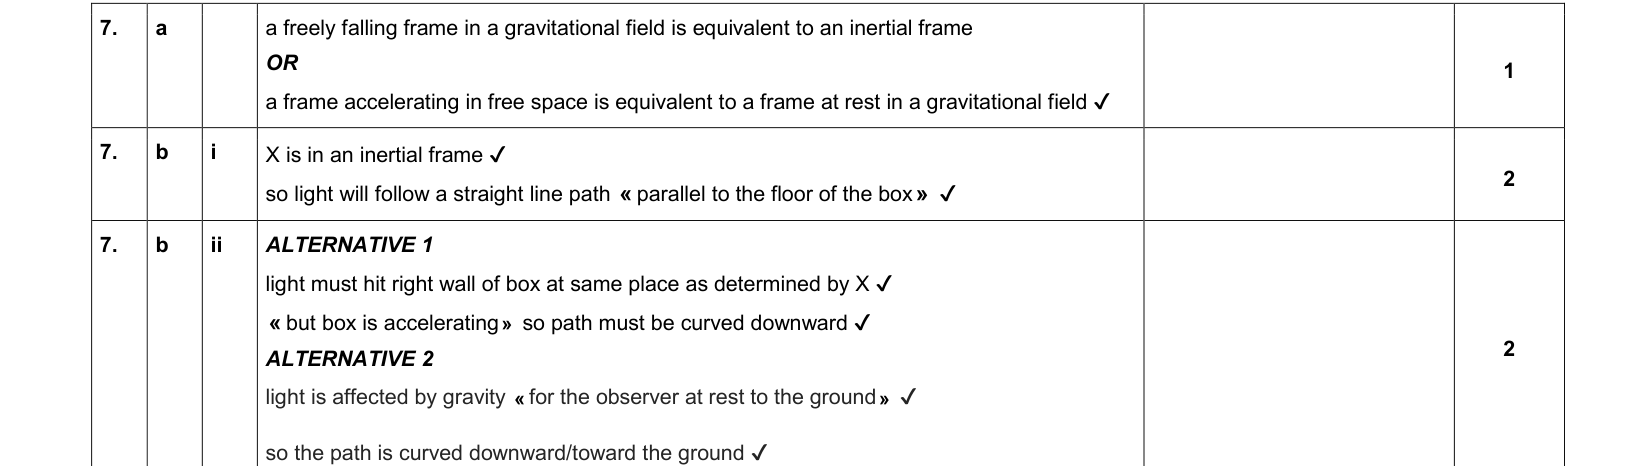 7. a a freely falling frame in a gravitational field is equivalent to an inertial frame
OR
a frame accelerating in free space is equivalent to a frame at rest in a gravitational field ✓
1
7. b i X is in an inertial frame ✓
so light will follow a straight line path « parallel to the floor of the box» ✓
2
7. b ii ALTERNATIVE 1
light must hit right wall of box at same place as determined by X ✓
« but box is accelerating» so path must be curved downward ✓
ALTERNATIVE 2
2
light is affected by gravity « for the observer at rest to the ground» ✓
so the path is curved downward/toward the ground ✓